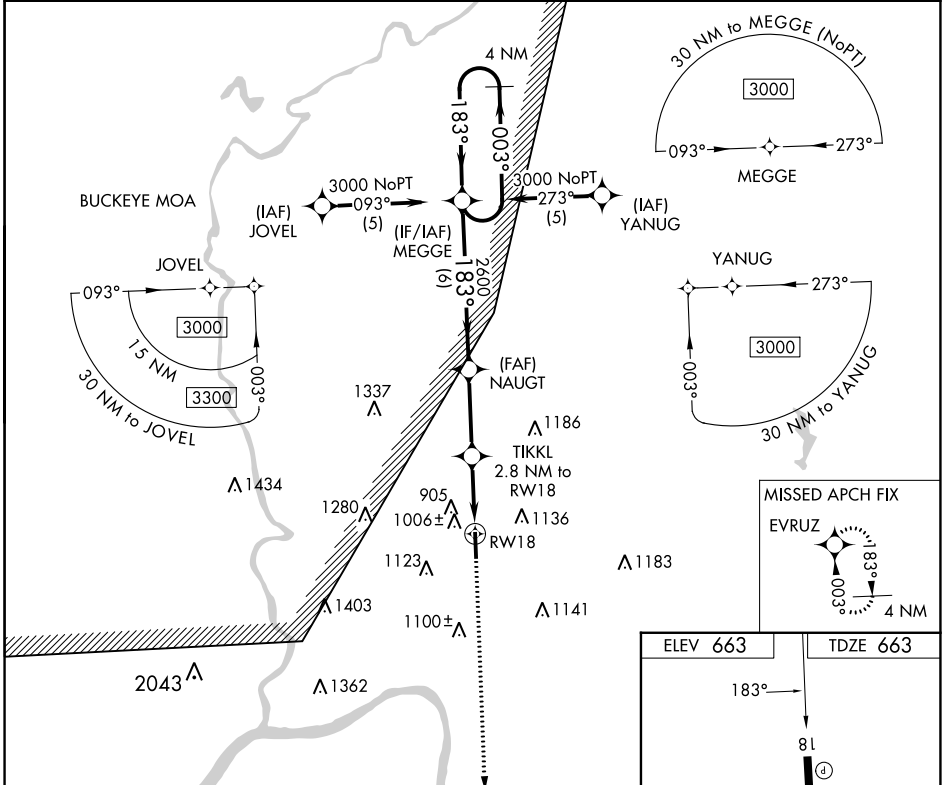 4 NM
183°
003°
30 NM to MEGGE (NoPT)
3000
093°
273°
MEGGE
BUCKEYE MOA
(IAF)
JOVEL
3000 NoPT
093°
(5)
(IF/IAF)
MEGGE
3000 NoPT
273°
(5)
(IAF)
YANUG
2600
183°
(6)
JOVEL
093°
3000
15 NM
3300
003°
30 NM to JOVEL
YANUG
273°
3000
003°
30 NM to YANUG
(FAF)
NAUGT
1337
1186
TIKKL
2.8 NM to
RW18
1434
1280
905
1006±
1136
RW18
1123
1183
1403
1100±
1141
2043
1362
MISSED APCH FIX
EVRUZ
183°
003°
4 NM
ELEV 663
TDZE 663
183°
18
P